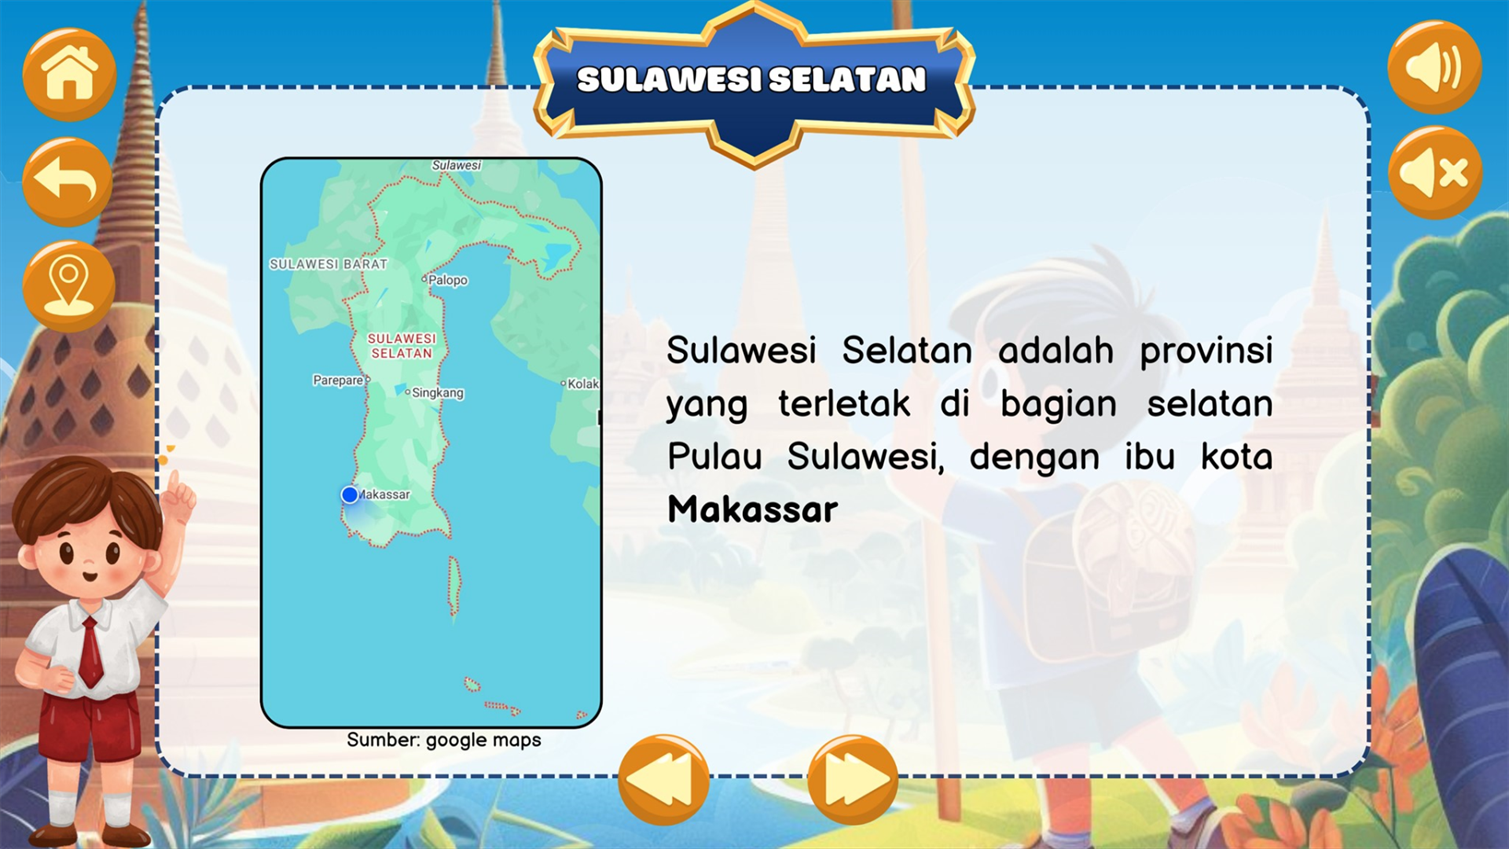 SULAWESI SELATAN
Sulawesi
SULAWESI BARAT
Palopo
SULAWESI
SELATAN
Parepare
Singkang
Kolak
Makassar
Sumber: google maps
Sulawesi Selatan adalah provinsi
yang terletak di bagian selatan
Pulau Sulawesi, dengan ibu kota
Makassar